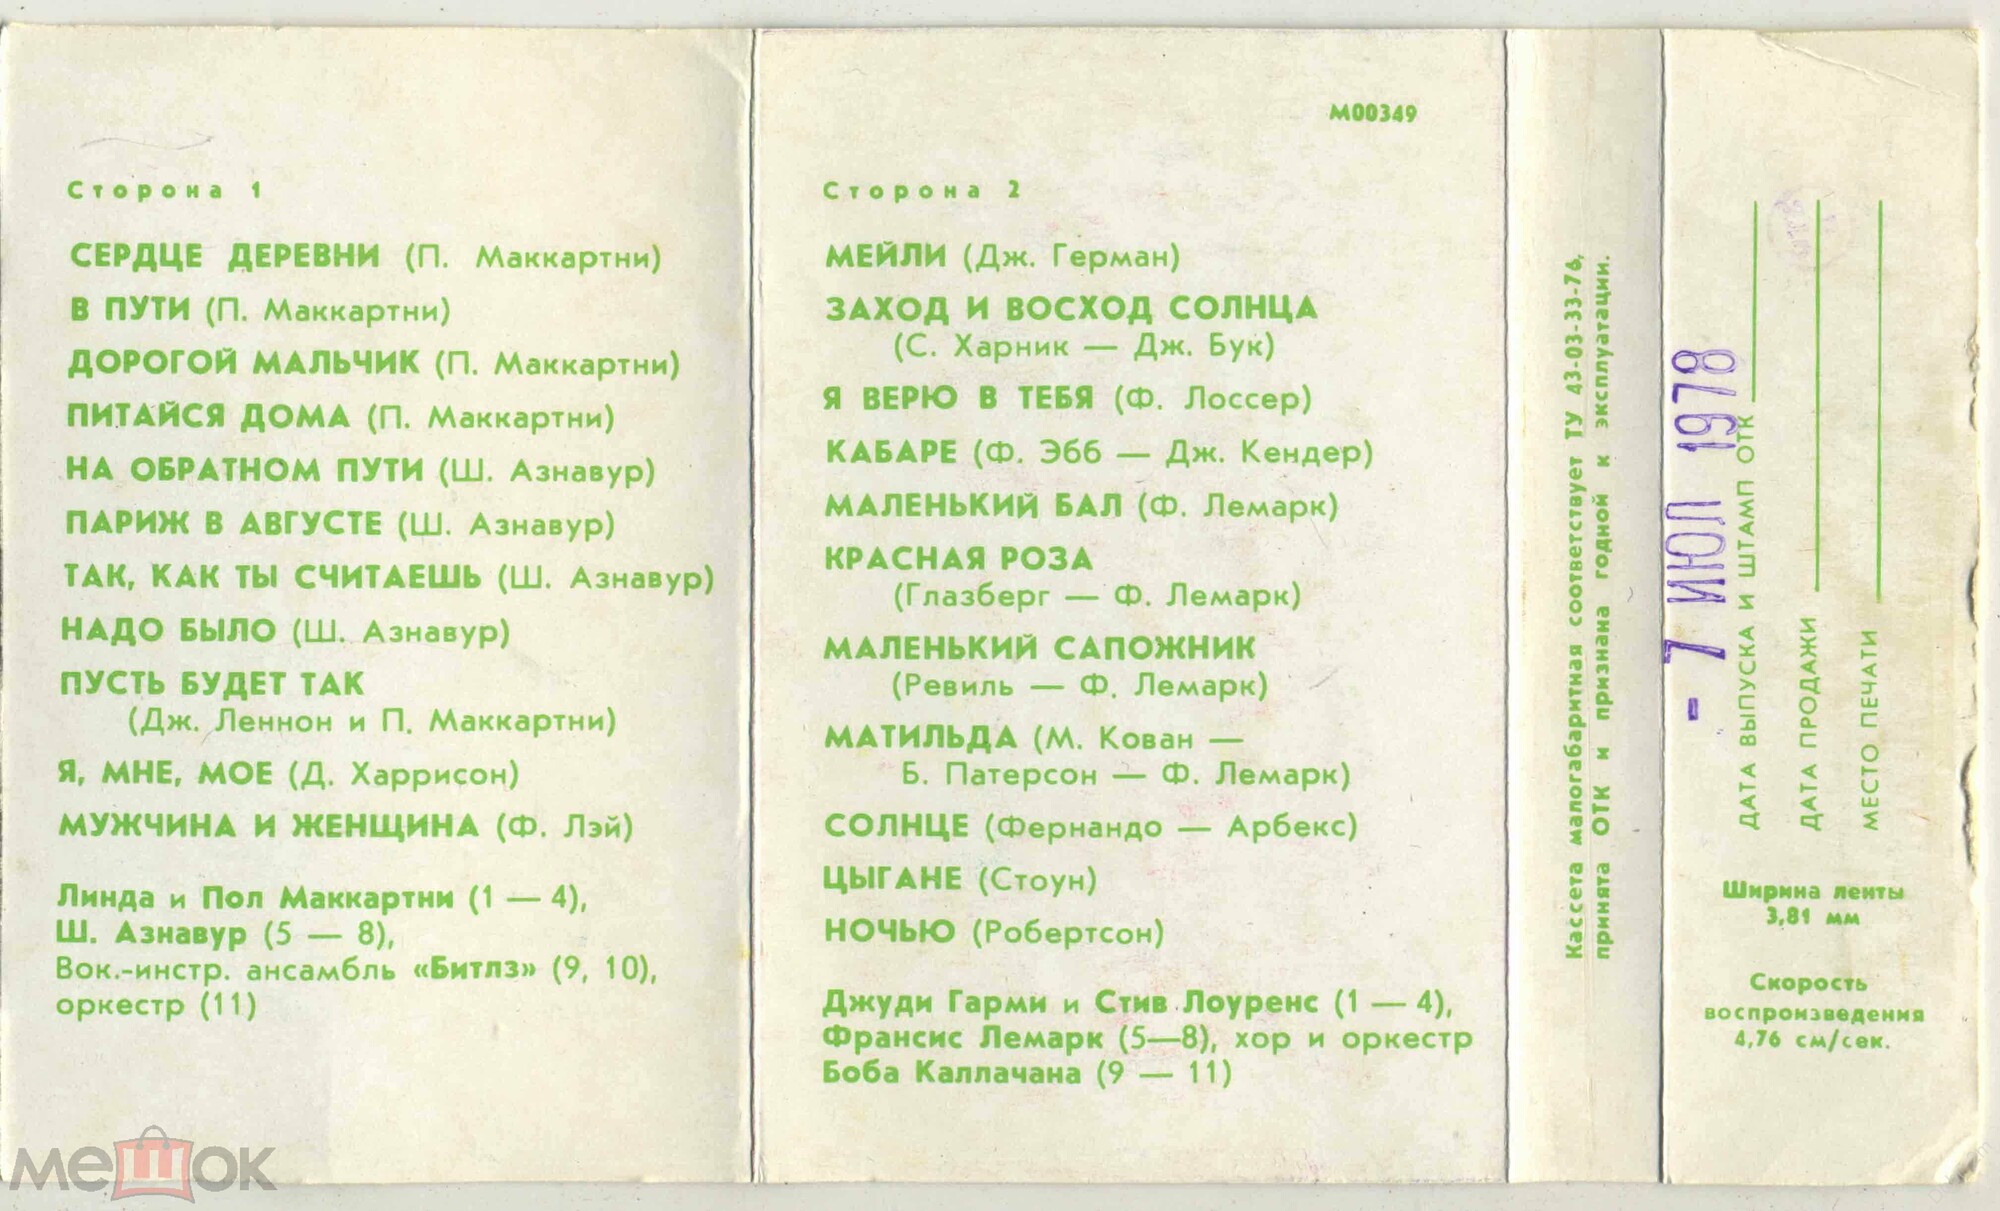 Сторона 1
СЕРДЦЕ ДЕРЕВНИ (П. Маккартни)
В ПУТИ (П. Маккартни)
ДОРОГОЙ МАЛЬЧИК (П. Маккартни)
ПИТАЙСЯ ДОМА (П. Маккартни)
НА ОБРАТНОМ ПУТИ (Ш. Азнавур)
ПАРИЖ В АВГУСТЕ (Ш. Азнавур)
ТАК, КАК ТЫ СЧИТАЕШЬ (Ш. Азнавур)
НАДО БЫЛО (Ш. Азнавур)
ПУСТЬ БУДЕТ ТАК
(Дж. Леннон и П. Маккартни)
Я, МНЕ, МОЕ (Д. Харрисон)
МУЖЧИНА И ЖЕНЩИНА (Ф. Лэй)
Линда и Пол Маккартни (1 — 4),
Ш. Азнавур (5 — 8),
Вок.-инстр. ансамбль «Битлз» (9, 10),
оркестр (11)
М00349
Сторона 2
МЕЙЛИ (Дж. Герман)
ЗАХОД И ВОСХОД СОЛНЦА
(С. Харник — Дж. Бук)
Я ВЕРЮ В ТЕБЯ (Ф. Лоссер)
КАБАРЕ (Ф. Эбб — Дж. Кендер)
МАЛЕНЬКИЙ БАЛ (Ф. Лемарк)
КРАСНАЯ РОЗА
(Глазберг — Ф. Лемарк)
МАЛЕНЬКИЙ САПОЖНИК
(Ревиль — Ф. Лемарк)
МАТИЛЬДА (М. Кован —
Б. Патерсон — Ф. Лемарк)
СОЛНЦЕ (Фернандо — Арбекс)
ЦЫГАНЕ (Стоун)
НОЧЬЮ (Робертсон)
Джуди Гарми и Стив Лоуренс (1 — 4),
Франсис Лемарк (5—8), хор и оркестр
Боба Каллачана (9 — 11)
Кассета малогабаритная соответствует ТУ 43-03-33-76,
принята ОТК и признана годной к эксплуатации.
- 7 ИЮЛ 1978
ДАТА ВЫПУСКА И ШТАМП ОТК
ДАТА ПРОДАЖИ
МЕСТО ПЕЧАТИ
Ширина ленты
3,81 мм
Скорость
воспроизведения
4,76 см/сек.
мешок